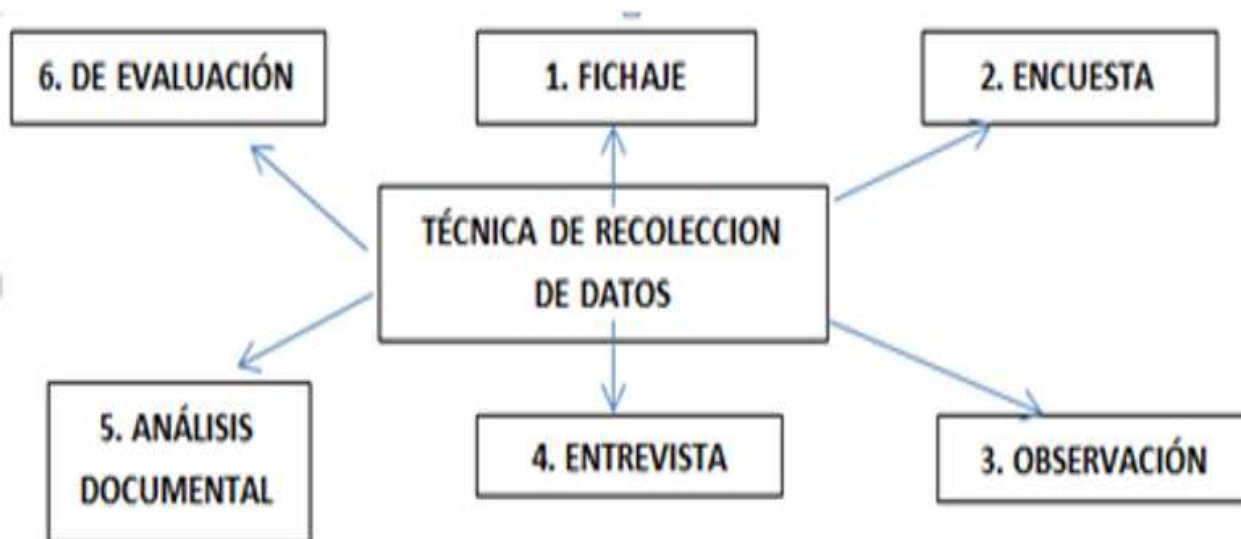 6. DE EVALUACIÓN
1. FICHAJE
2. ENCUESTA
TÉCNICA DE RECOLECCION
DE DATOS
5. ANÁLISIS
DOCUMENTAL
4. ENTREVISTA
3. OBSERVACIÓN